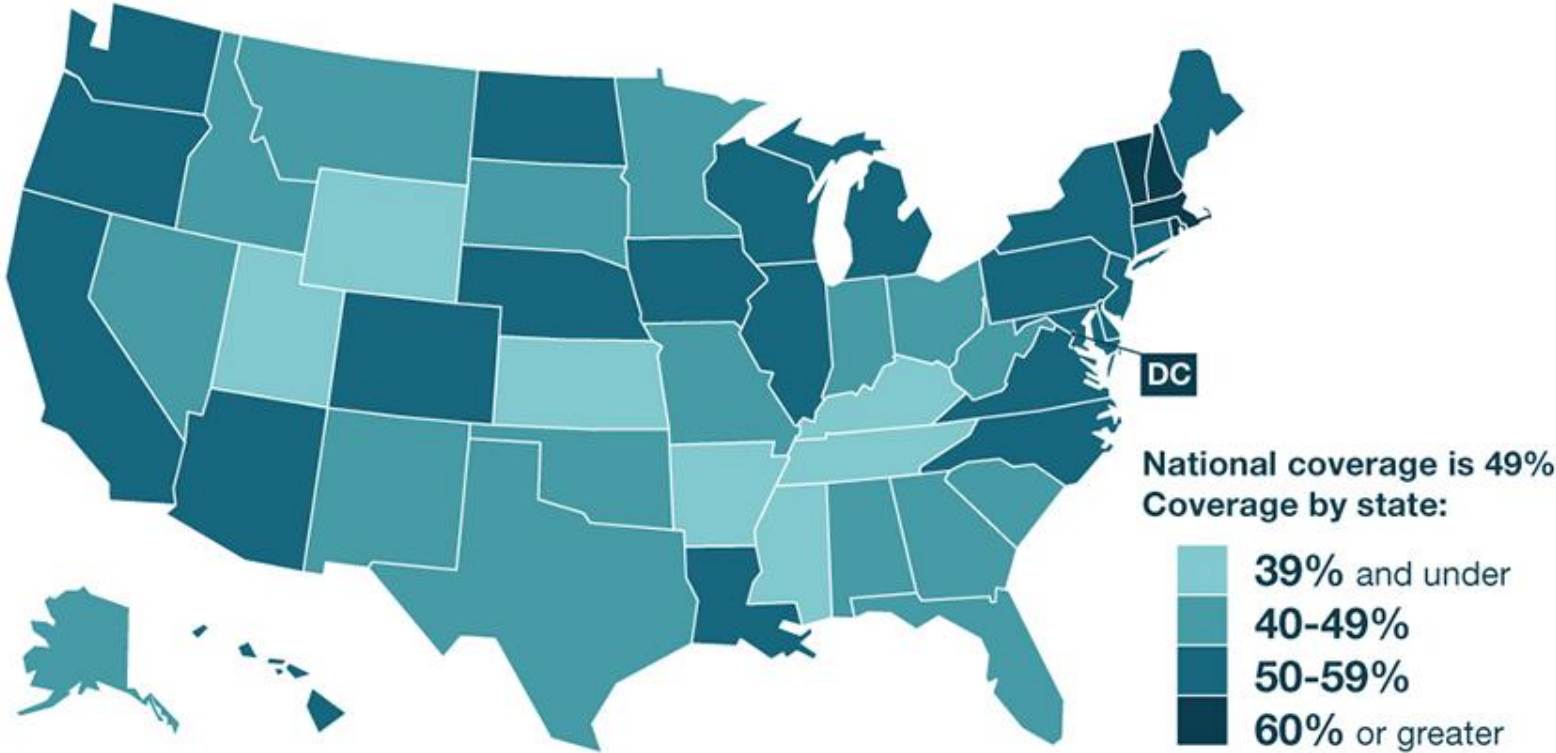 DC
National coverage is 49%
Coverage by state:
39% and under
40-49%
50-59%
60% or greater